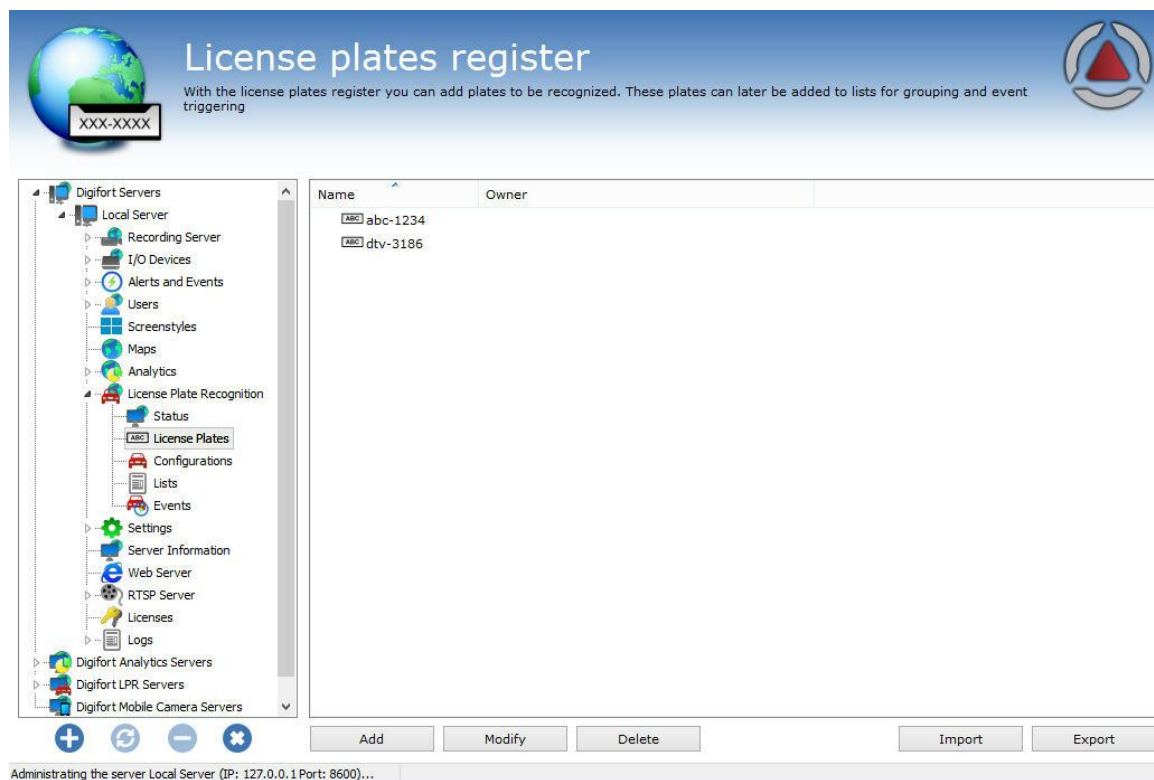 License plates register
With the license plates register you can add plates to be recognized. These plates can later be added to lists for grouping and event
triggering
XXX-XXXX
Digifort Servers
Local Server
Recording Server
I/O Devices
Alerts and Events
Users
Screenstyles
Maps
Analytics
License Plate Recognition
Status
ABC License Plates
Configurations
Lists
Events
Settings
Server Information
Web Server
RTSP Server
Licenses
Logs
Digifort Analytics Servers
Digifort LPR Servers
Digifort Mobile Camera Servers
Name Owner
ABC abc-1234
ABC dtv-3186
Add Modify Delete Import Export
Administrating the server Local Server (IP: 127.0.0.1 Port: 8600)...